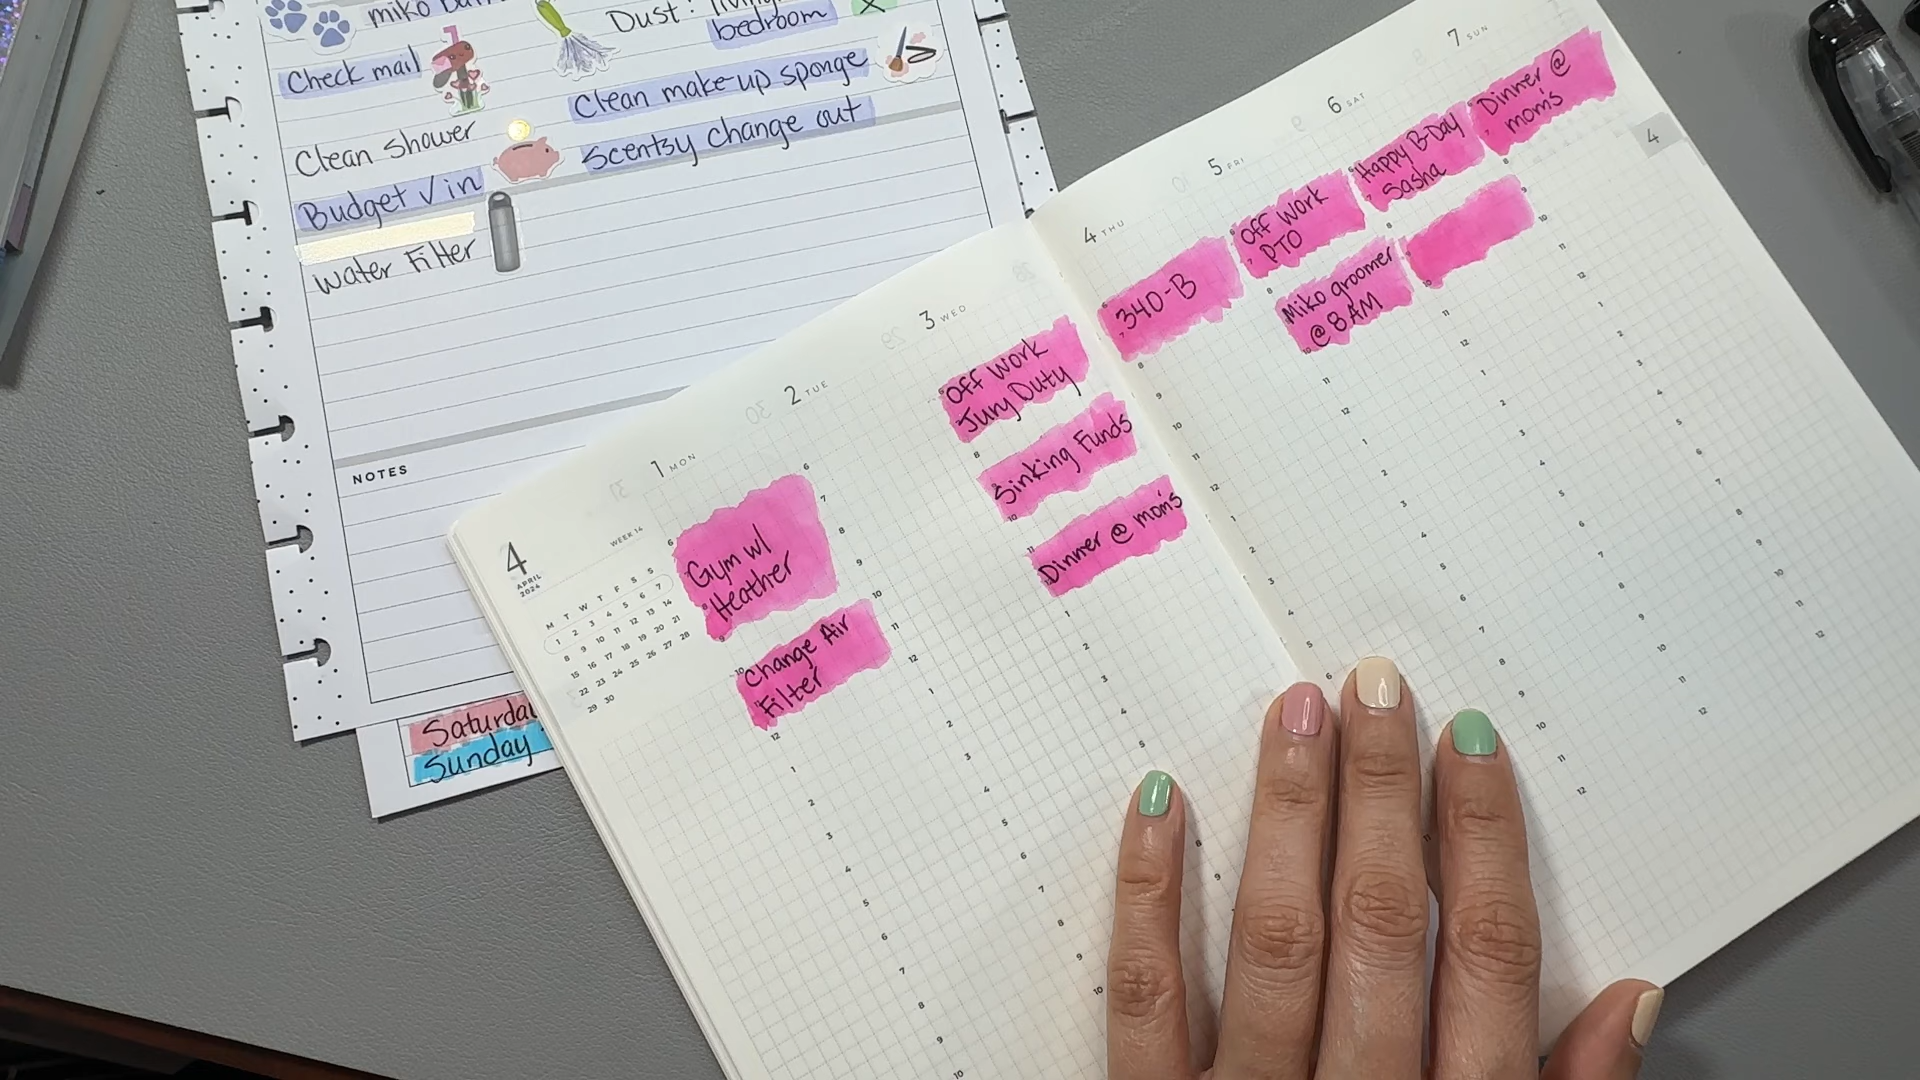 miko
Dust:
bedroom
Check mail
Clean make up sponge
Clean Shower
Scentsy Change out
Budget ✓ in
Water Filter
NOTES
Saturday
Sunday
4
APRIL
2024
WEEK 14
M T W T F S S
1 2 3 4 5 6 7
8 9 10 11 12 13 14
15 16 17 18 19 20 21
22 23 24 25 26 27 28
29 30
1 MON
Gym w/
Heather
Change Air
Filter
2 TUE
3 WED
Off Work
Jury Duty
Sinking Funds
Dinner @ mom's
4 THU
340-B
5 FRI
Off Work
PTO
Miko groomer
@ 8 AM
6 SAT
Happy B-Day
Sasha
7 SUN
Dinner @
mom's
4